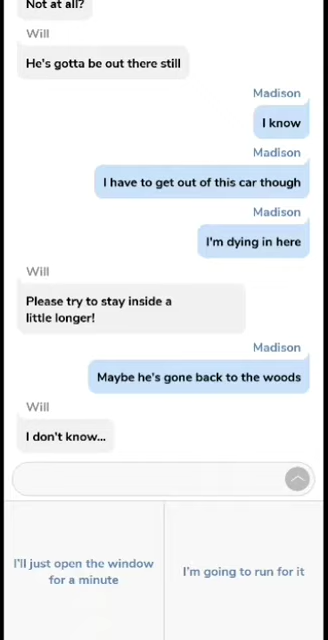 Not at all?
Will
He's gotta be out there still
Madison
I know
Madison
I have to get out of this car though
Madison
I'm dying in here
Will
Please try to stay inside a
little longer!
Madison
Maybe he's gone back to the woods
Will
I don't know...
I'll just open the window
for a minute
I'm going to run for it